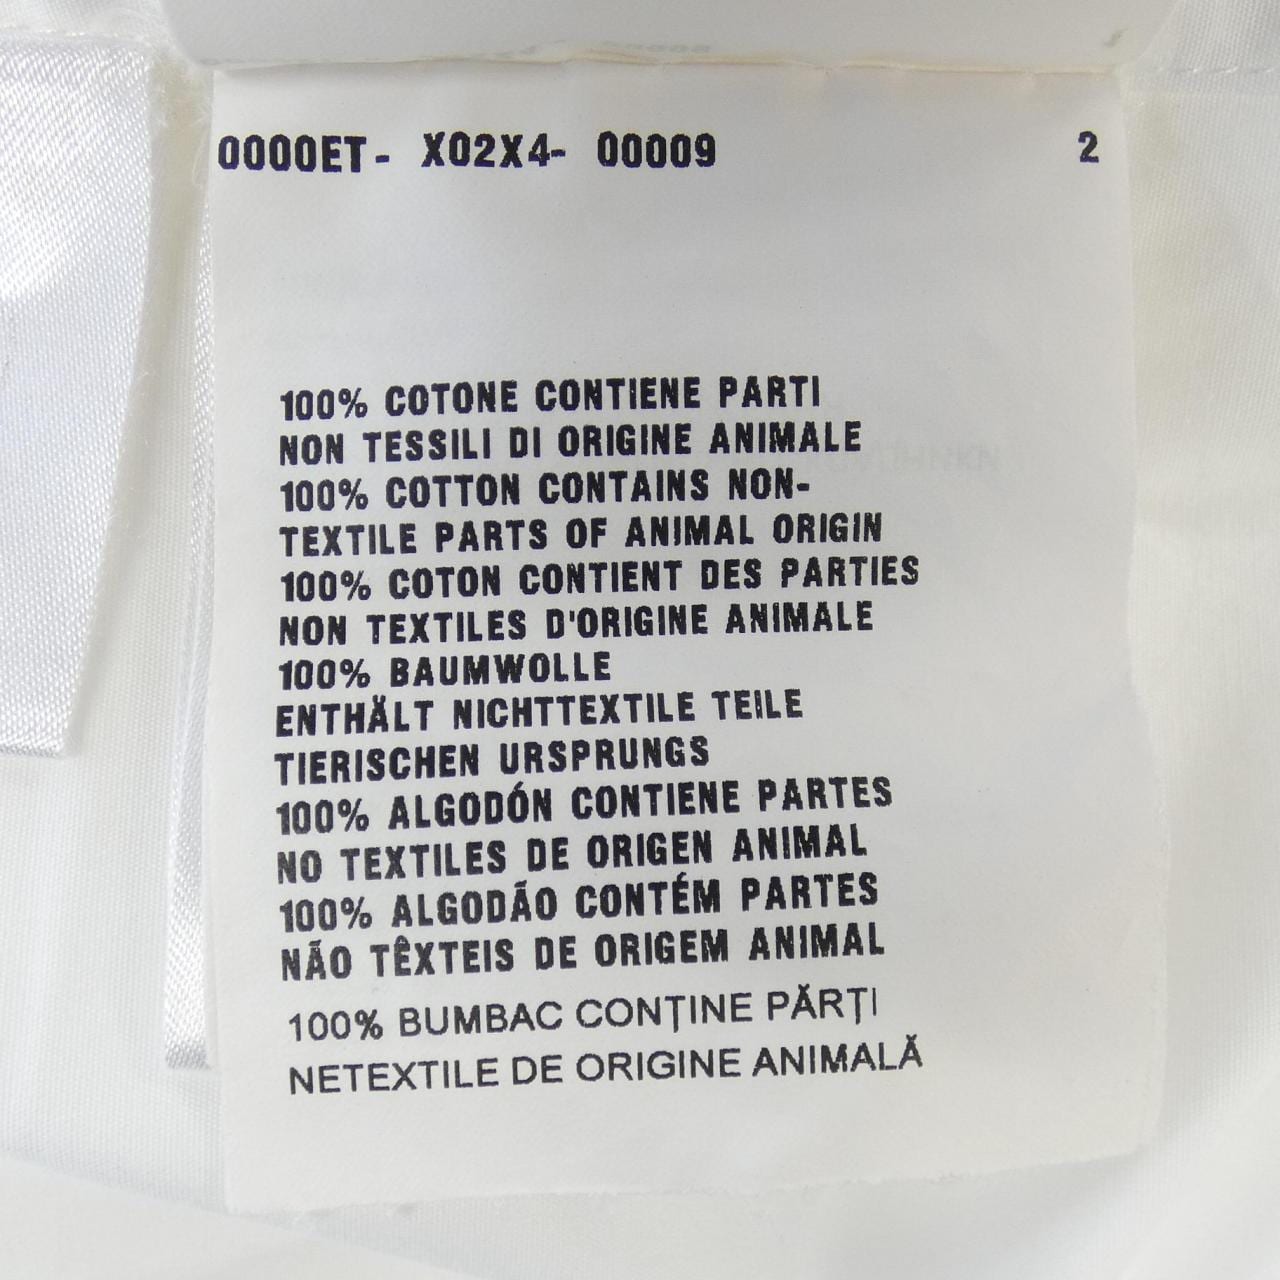 0000ET- X02X4- 00009 2
100% COTONE CONTIENE PARTI
NON TESSILI DI ORIGINE ANIMALE
100% COTTON CONTAINS NON-
TEXTILE PARTS OF ANIMAL ORIGIN
100% COTON CONTIENT DES PARTIES
NON TEXTILES D'ORIGINE ANIMALE
100% BAUMWOLLE
ENTHÄLT NICHTTEXTILE TEILE
TIERISCHEN URSPRUNGS
100% ALGODÓN CONTIENE PARTES
NO TEXTILES DE ORIGEN ANIMAL
100% ALGODÃO CONTÉM PARTES
NÃO TÊXTEIS DE ORIGEM ANIMAL
100% BUMBAC CONȚINE PĂRȚI
NETEXTILE DE ORIGINE ANIMALĂ